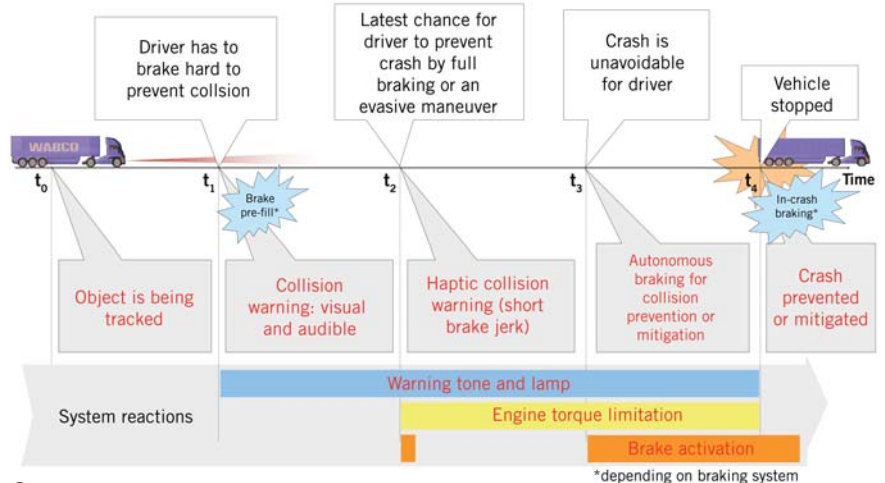 Driver has to
brake hard to
prevent collsion
Latest chance for
driver to prevent
crash by full
braking or an
evasive maneuver
Crash is
unavoidable
for driver
Vehicle
stopped
WABCO
t0
t1
t2
t3
t4
Time
Brake
pre-fill*
In-crash
braking*
Object is being
tracked
Collision
warning: visual
and audible
Haptic collision
warning (short
brake jerk)
Autonomous
braking for
collision
prevention or
mitigation
Crash
prevented
or mitigated
System reactions
Warning tone and lamp
Engine torque limitation
Brake activation
*depending on braking system